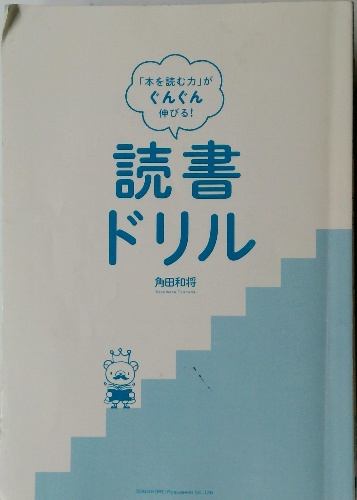 「本を読む力」が
ぐんぐん
伸びる!
読書
ドリル
角田和将